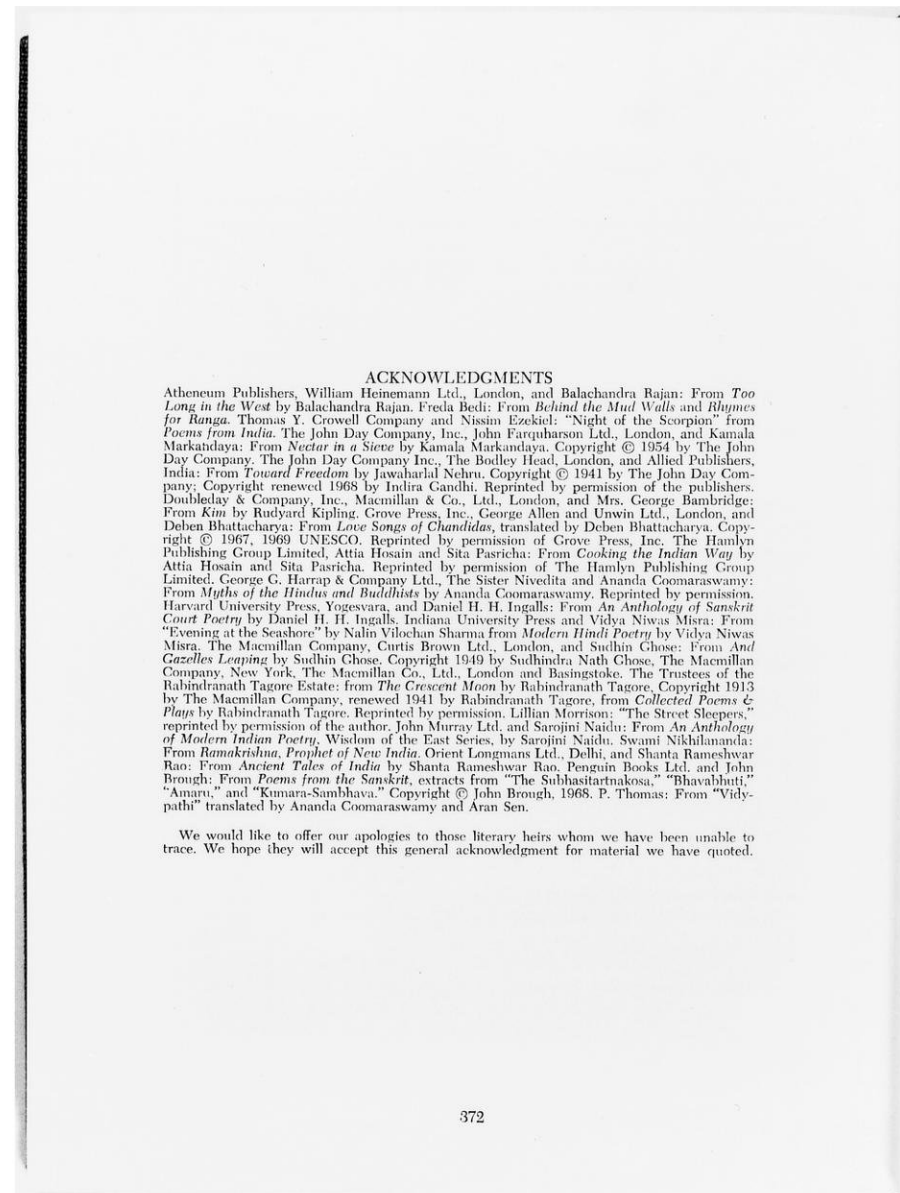 ACKNOWLEDGMENTS
Atheneum Publishers, William Heinemann Ltd., London, and Balachandra Rajan: From Too
Long in the West by Balachandra Rajan. Freda Bedi: From Behind the Mud Walls and Rhymes
for Ranga. Thomas Y. Crowell Company and Nissim Ezekiel: “Night of the Scorpion” from
Poems from India. The John Day Company, Inc., John Farquharson Ltd., London, and Kamala
Markandaya: From Nectar in a Sieve by Kamala Markandaya. Copyright © 1954 by The John
Day Company. The John Day Company Inc., The Bodley Head, London, and Allied Publishers,
India: From Toward Freedom by Jawaharlal Nehru. Copyright © 1941 by The John Day Com-
pany; Copyright renewed 1968 by Indira Gandhi. Reprinted by permission of the publishers.
Doubleday & Company, Inc., Macmillan & Co., Ltd., London, and Mrs. George Bambridge:
From Kim by Rudyard Kipling. Grove Press, Inc., George Allen and Unwin Ltd., London, and
Deben Bhattacharya: From Love Songs of Chandidas, translated by Deben Bhattacharya. Copy-
right © 1967, 1969 UNESCO. Reprinted by permission of Grove Press, Inc. The Hamlyn
Publishing Group Limited, Attia Hosain and Sita Pasricha: From Cooking the Indian Way by
Attia Hosain and Sita Pasricha. Reprinted by permission of The Hamlyn Publishing Group
Limited. George G. Harrap & Company Ltd., The Sister Nivedita and Ananda Coomaraswamy:
From Myths of the Hindus and Buddhists by Ananda Coomaraswamy. Reprinted by permission.
Harvard University Press, Yogesvara, and Daniel H. H. Ingalls: From An Anthology of Sanskrit
Court Poetry by Daniel H. H. Ingalls. Indiana University Press and Vidya Niwas Misra: From
“Evening at the Seashore” by Nalin Vilochan Sharma from Modern Hindi Poetry by Vidya Niwas
Misra. The Macmillan Company, Curtis Brown Ltd., London, and Sudhin Ghose: From And
Gazelles Leaping by Sudhin Ghose. Copyright 1949 by Sudhindra Nath Ghose, The Macmillan
Company, New York, The Macmillan Co., Ltd., London and Basingstoke. The Trustees of the
Rabindranath Tagore Estate: from The Crescent Moon by Rabindranath Tagore, Copyright 1913
by The Macmillan Company, renewed 1941 by Rabindranath Tagore, from Collected Poems &
Plays by Rabindranath Tagore. Reprinted by permission. Lillian Morrison: “The Street Sleepers,”
reprinted by permission of the author. John Murray Ltd. and Sarojini Naidu: From An Anthology
of Modern Indian Poetry, Wisdom of the East Series, by Sarojini Naidu. Swami Nikhilananda:
From Ramakrishna, Prophet of New India. Orient Longmans Ltd., Delhi, and Shanta Rameshwar
Rao: From Ancient Tales of India by Shanta Rameshwar Rao. Penguin Books Ltd. and John
Brough: From Poems from the Sanskrit, extracts from “The Subhasitartnakosa,” “Bhavabhuti,”
“Amaru,” and “Kumara-Sambhava.” Copyright © John Brough, 1968. P. Thomas: From “Vidy-
pathi” translated by Ananda Coomaraswamy and Aran Sen.
We would like to offer our apologies to those literary heirs whom we have been unable to
trace. We hope they will accept this general acknowledgment for material we have quoted.
372